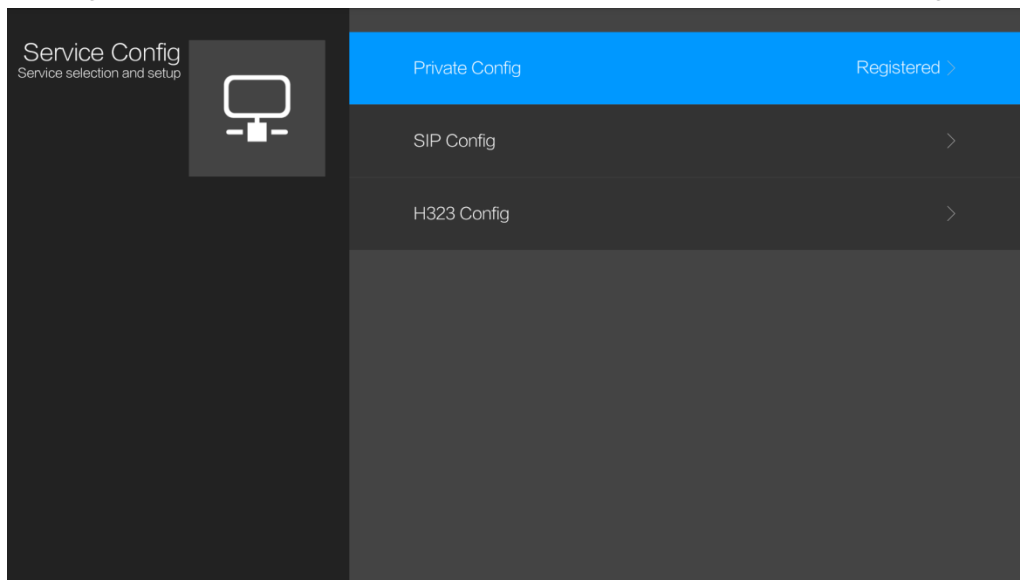 Service Config
Service selection and setup
Private Config Registered >
SIP Config >
H323 Config >